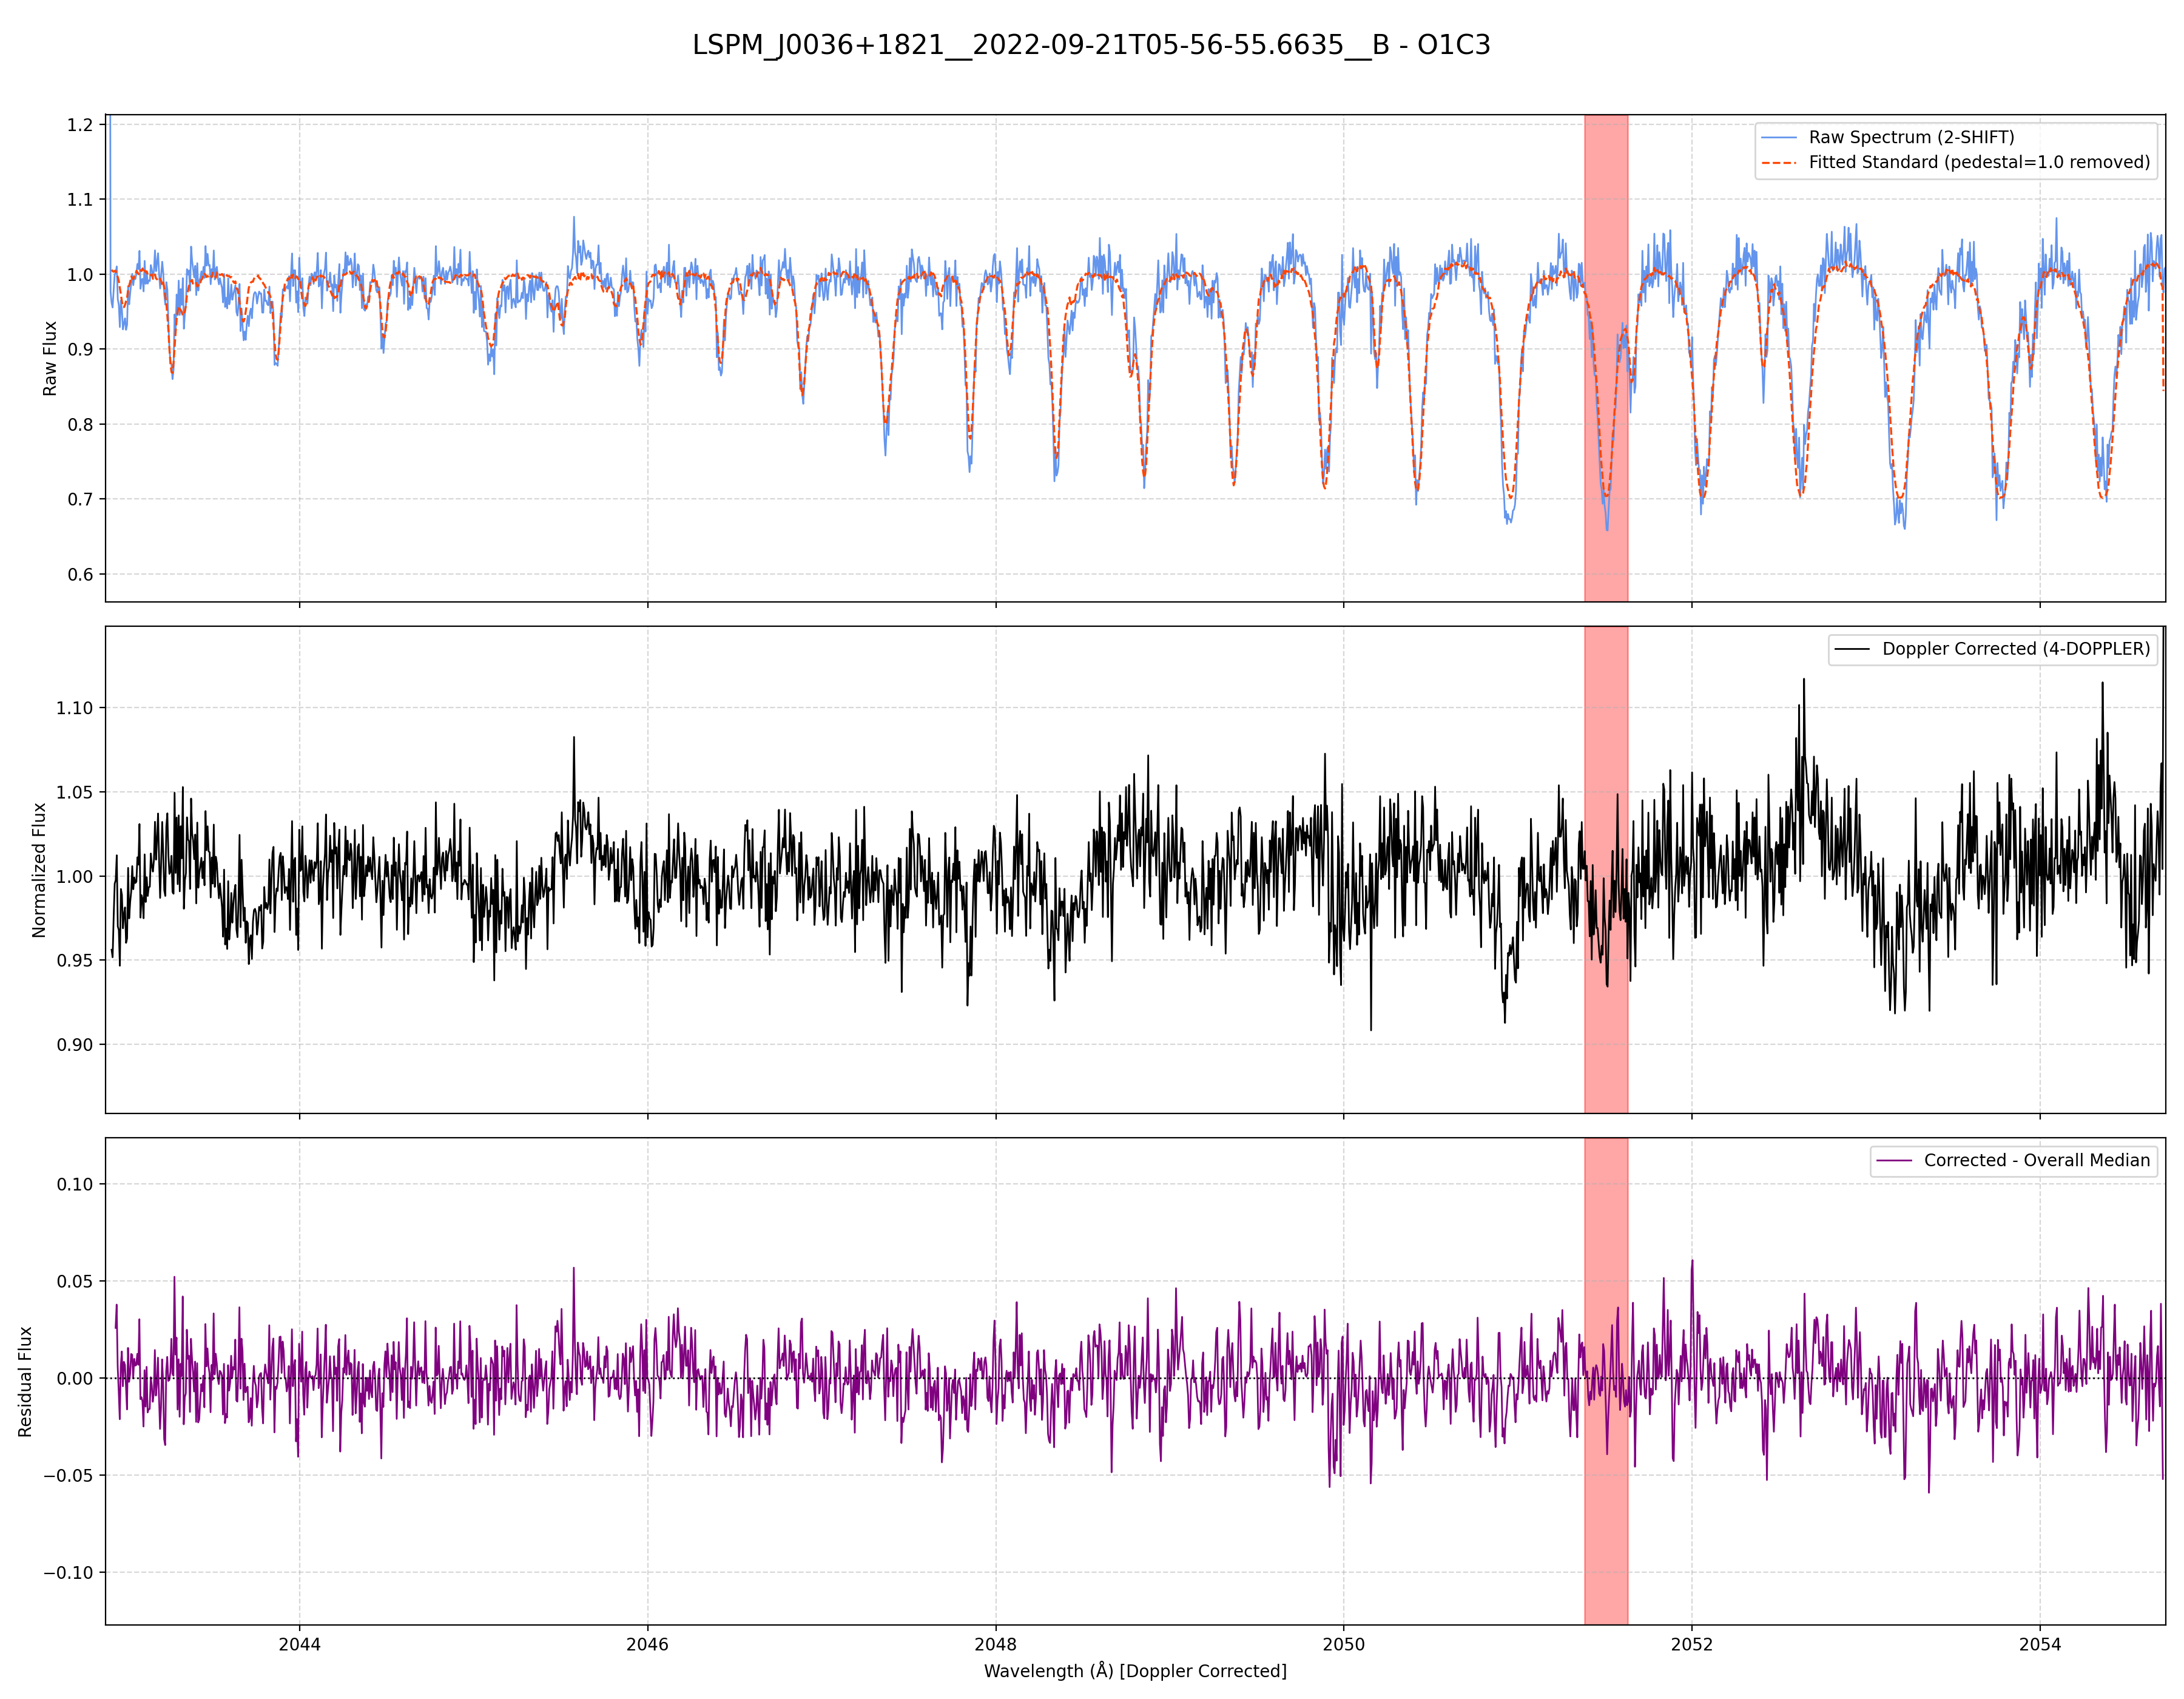 LSPM_J0036+1821__2022-09-21T05-56-55.6635__B - O1C3
Raw Spectrum (2-SHIFT)
Fitted Standard (pedestal=1.0 removed)
1.2
1.1
1.0
0.9
0.8
0.7
0.6
Raw Flux
Doppler Corrected (4-DOPPLER)
1.10
1.05
1.00
0.95
0.90
Normalized Flux
Corrected - Overall Median
0.10
0.05
0.00
−0.05
−0.10
Residual Flux
2044 2046 2048 2050 2052 2054
Wavelength (Å) [Doppler Corrected]